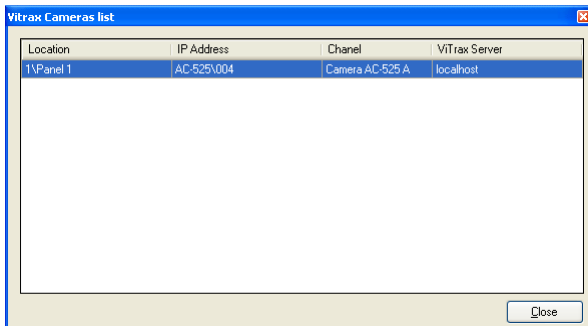 Vitrax Cameras list
Location IP Address Chanel ViTrax Server
1\Panel 1 AC-525\004 Camera AC-525 A localhost
Close